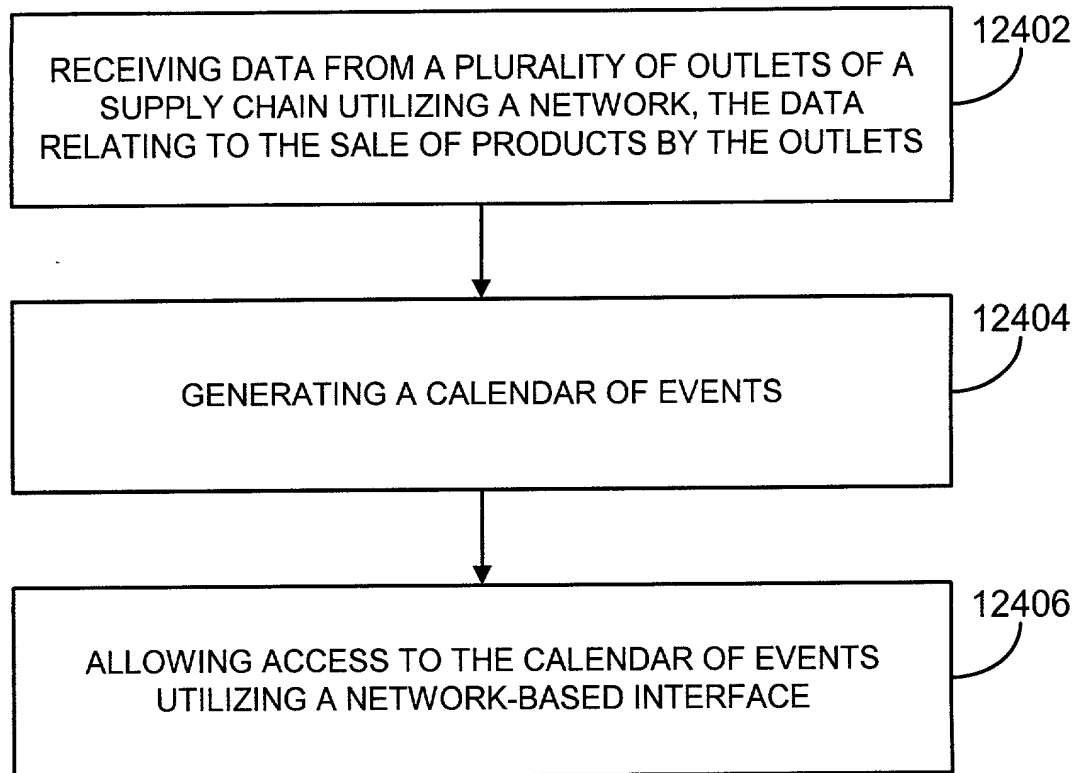 12402
RECEIVING DATA FROM A PLURALITY OF OUTLETS OF A
SUPPLY CHAIN UTILIZING A NETWORK, THE DATA
RELATING TO THE SALE OF PRODUCTS BY THE OUTLETS
12404
GENERATING A CALENDAR OF EVENTS
12406
ALLOWING ACCESS TO THE CALENDAR OF EVENTS
UTILIZING A NETWORK-BASED INTERFACE